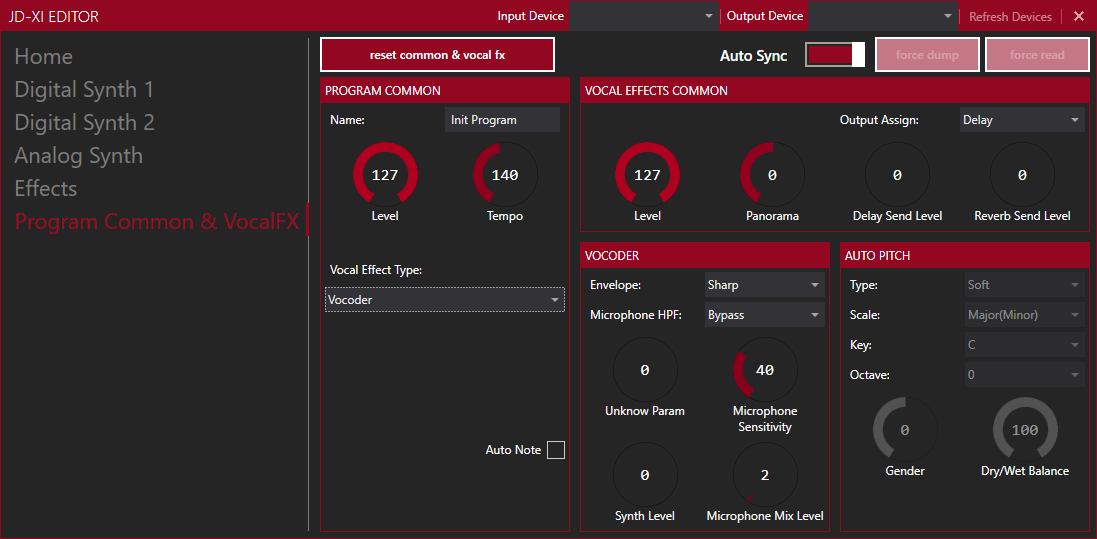 JD-XI EDITOR
Input Device
Output Device
Refresh Devices
Home
Digital Synth 1
Digital Synth 2
Analog Synth
Effects
Program Common & VocalFX
reset common & vocal fx
Auto Sync
force dump
force read
PROGRAM COMMON
Name:
Init Program
127
Level
140
Tempo
Vocal Effect Type:
Vocoder
Auto Note
VOCAL EFFECTS COMMON
Output Assign:
Delay
127
Level
0
Panorama
0
Delay Send Level
0
Reverb Send Level
VOCODER
Envelope:
Sharp
Microphone HPF:
Bypass
0
Unknow Param
40
Microphone
Sensitivity
0
Synth Level
2
Microphone Mix Level
AUTO PITCH
Type:
Soft
Scale:
Major(Minor)
Key:
C
Octave:
0
0
Gender
100
Dry/Wet Balance